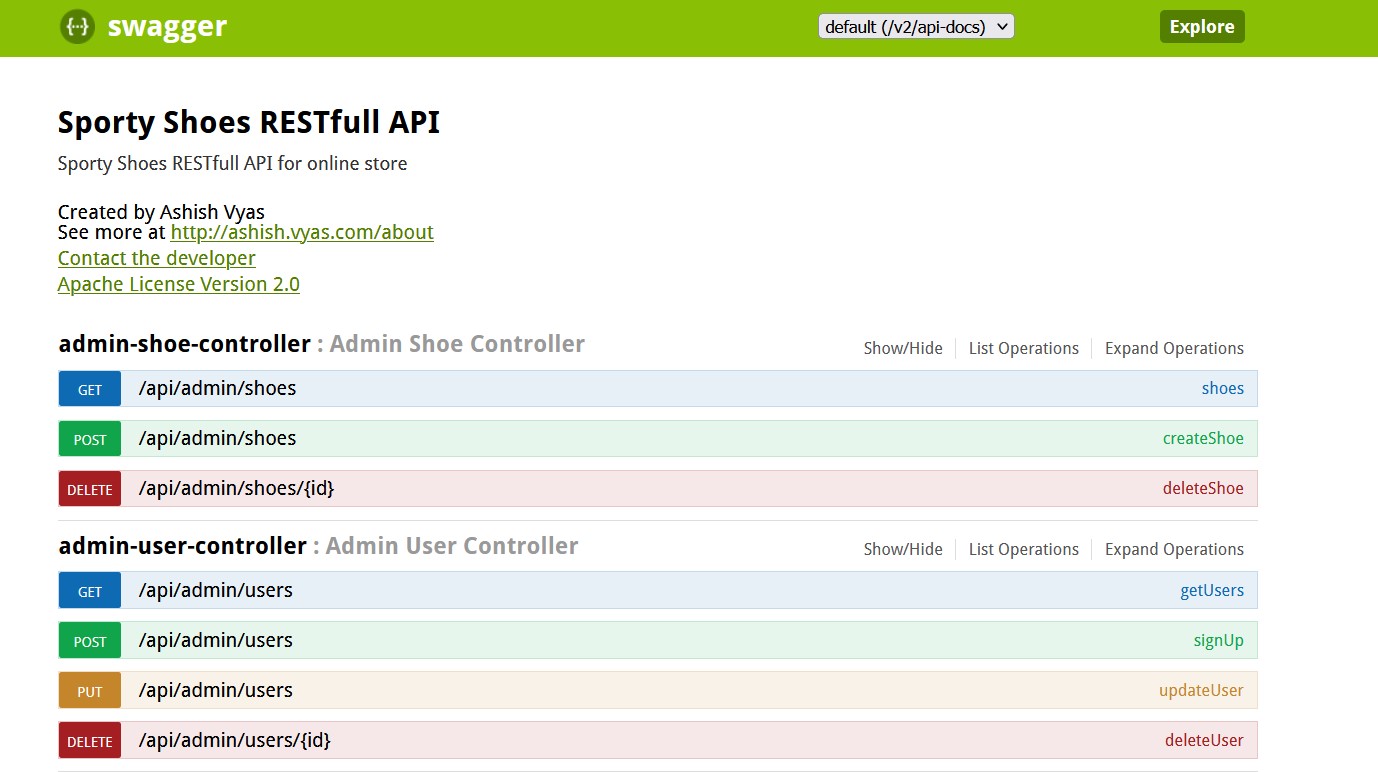 {···} swagger default (/v2/api-docs) Explore
Sporty Shoes RESTfull API
Sporty Shoes RESTfull API for online store
Created by Ashish Vyas
See more at http://ashish.vyas.com/about
Contact the developer
Apache License Version 2.0
admin-shoe-controller : Admin Shoe Controller Show/Hide List Operations Expand Operations
GET /api/admin/shoes shoes
POST /api/admin/shoes createShoe
DELETE /api/admin/shoes/{id} deleteShoe
admin-user-controller : Admin User Controller Show/Hide List Operations Expand Operations
GET /api/admin/users getUsers
POST /api/admin/users signUp
PUT /api/admin/users updateUser
DELETE /api/admin/users/{id} deleteUser